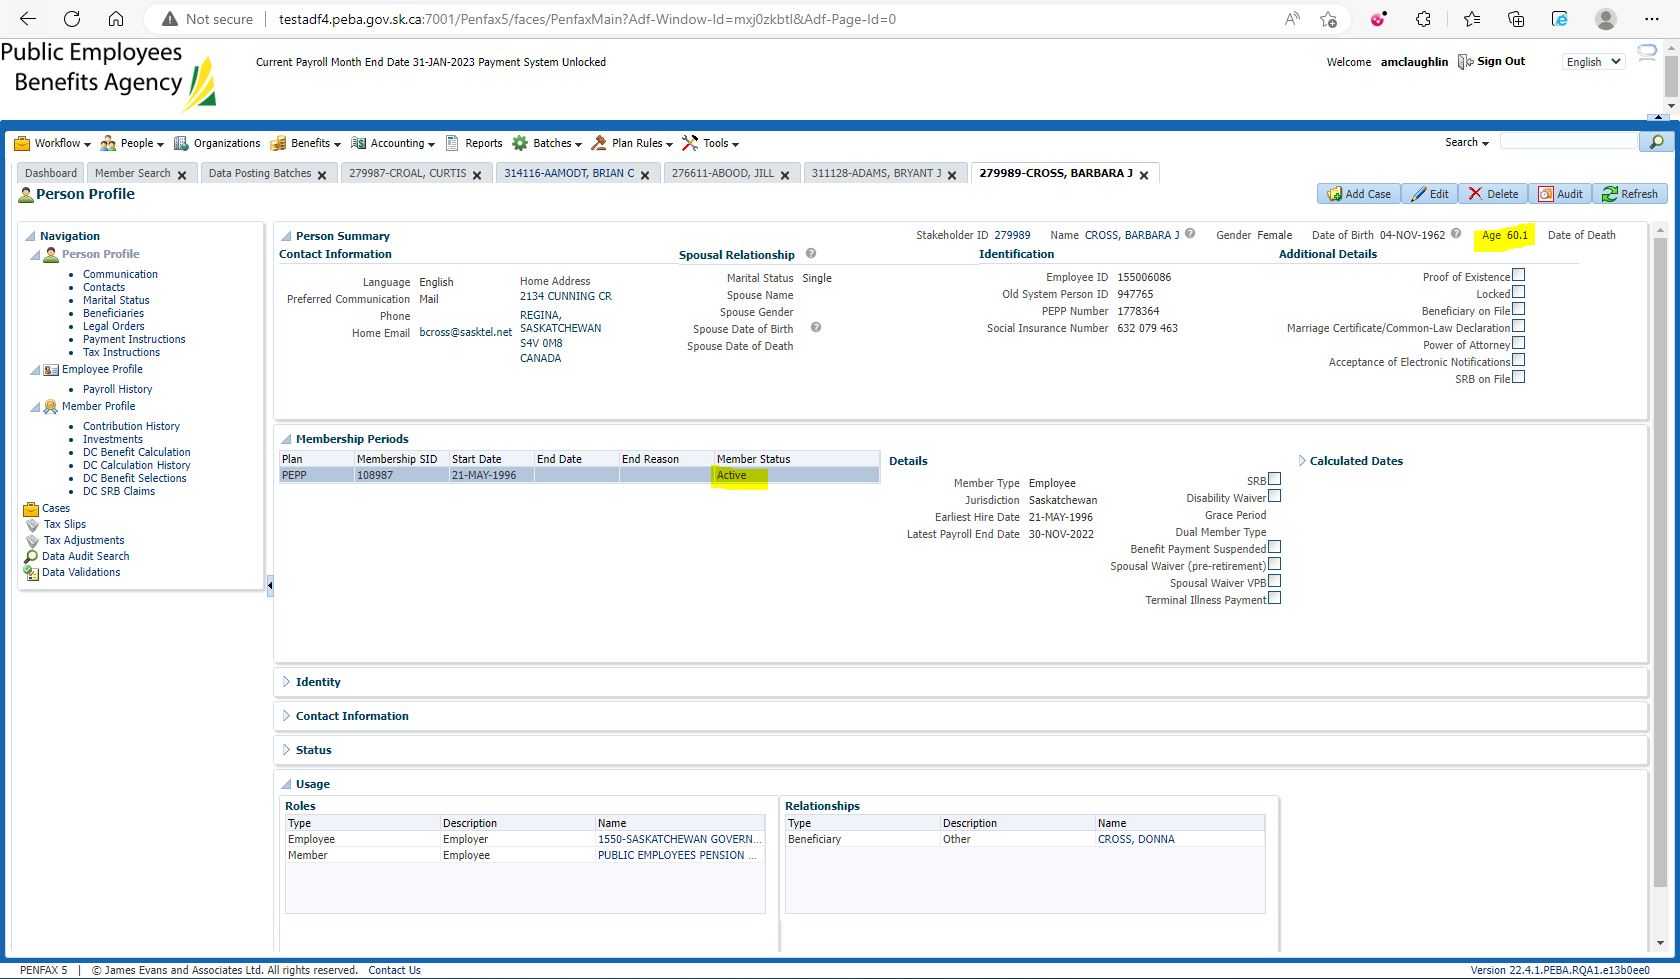 Not secure | testadf4.peba.gov.sk.ca:7001/Penfax5/faces/PenfaxMain?Adf-Window-Id=mxj0zkbtl&Adf-Page-Id=0
Public Employees
Benefits Agency
Current Payroll Month End Date 31-JAN-2023 Payment System Unlocked
Welcome amclaughlin Sign Out English
Workflow People Organizations Benefits Accounting Reports Batches Plan Rules Tools Search
Dashboard Member Search Data Posting Batches 279987-CROAL, CURTIS 314116-AAMODT, BRIAN C 276611-ABOOD, JILL 311128-ADAMS, BRYANT J 279989-CROSS, BARBARA J
Person Profile
Add Case Edit Delete Audit Refresh
Navigation
Person Profile
Communication
Contacts
Marital Status
Beneficiaries
Legal Orders
Payment Instructions
Tax Instructions
Employee Profile
Payroll History
Member Profile
Contribution History
Investments
DC Benefit Calculation
DC Calculation History
DC Benefit Selections
DC SRB Claims
Cases
Tax Slips
Tax Adjustments
Data Audit Search
Data Validations
Person Summary
Stakeholder ID 279989 Name CROSS, BARBARA J Gender Female Date of Birth 04-NOV-1962 Age 60.1 Date of Death
Contact Information
Language English
Preferred Communication Mail
Phone
Home Email bcross@sasktel.net
Home Address
2134 CUNNING CR
REGINA,
SASKATCHEWAN
S4V 0M8
CANADA
Spousal Relationship
Marital Status Single
Spouse Name
Spouse Gender
Spouse Date of Birth
Spouse Date of Death
Identification
Employee ID 155006086
Old System Person ID 947765
PEPP Number 1778364
Social Insurance Number 632 079 463
Additional Details
Proof of Existence
Locked
Beneficiary on File
Marriage Certificate/Common-Law Declaration
Power of Attorney
Acceptance of Electronic Notifications
SRB on File
Membership Periods
Plan Membership SID Start Date End Date End Reason Member Status
PEPP 108987 21-MAY-1996 Active
Details
Member Type Employee
Jurisdiction Saskatchewan
Earliest Hire Date 21-MAY-1996
Latest Payroll End Date 30-NOV-2022
SRB
Disability Waiver
Grace Period
Dual Member Type
Benefit Payment Suspended
Spousal Waiver (pre-retirement)
Spousal Waiver VPB
Terminal Illness Payment
Calculated Dates
Identity
Contact Information
Status
Usage
Roles
Type Description Name
Employee Employer 1550-SASKATCHEWAN GOVERN...
Member Employee PUBLIC EMPLOYEES PENSION ...
Relationships
Type Description Name
Beneficiary Other CROSS, DONNA
PENFAX 5 | © James Evans and Associates Ltd. All rights reserved. Contact Us
Version 22.4.1.PEBA.RQA1.e13b0ee0